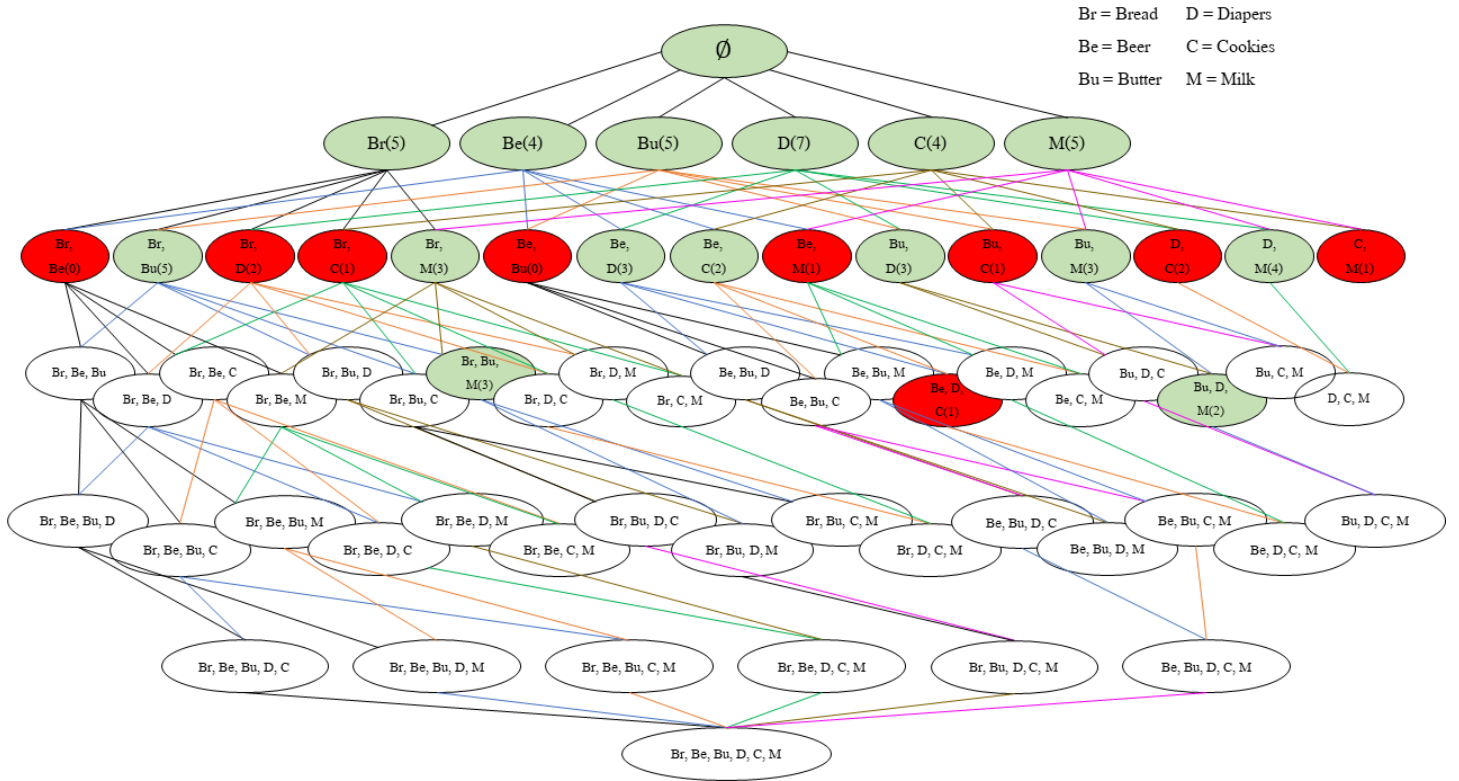 Br = Bread D = Diapers
Be = Beer C = Cookies
Bu = Butter M = Milk
∅
Br(5) Be(4) Bu(5) D(7) C(4) M(5)
Br, Br, Br, Br, Br, Be, Be, Be, Be, Bu, Bu, Bu, D, D, C,
Be(0) Bu(5) D(2) C(1) M(3) Bu(0) D(3) C(2) M(1) D(3) C(1) M(3) C(2) M(4) M(1)
Br, Be, Bu
Br, Be, D
Br, Be, C
Br, Be, M
Br, Bu, D
Br, Bu, C
Br, Bu,
M(3)
Br, D, C
Br, D, M
Br, C, M
Be, Bu, D
Be, Bu, C
Be, Bu, M
Be, D,
C(1)
Be, D, M
Be, C, M
Bu, D, C
Bu, D,
M(2)
Bu, C, M
D, C, M
Br, Be, Bu, D
Br, Be, Bu, C
Br, Be, Bu, M
Br, Be, D, C
Br, Be, D, M
Br, Be, C, M
Br, Bu, D, C
Br, Bu, D, M
Br, Bu, C, M
Br, D, C, M
Be, Bu, D, C
Be, Bu, D, M
Be, Bu, C, M
Be, D, C, M
Bu, D, C, M
Br, Be, Bu, D, C
Br, Be, Bu, D, M
Br, Be, Bu, C, M
Br, Be, D, C, M
Br, Bu, D, C, M
Be, Bu, D, C, M
Br, Be, Bu, D, C, M